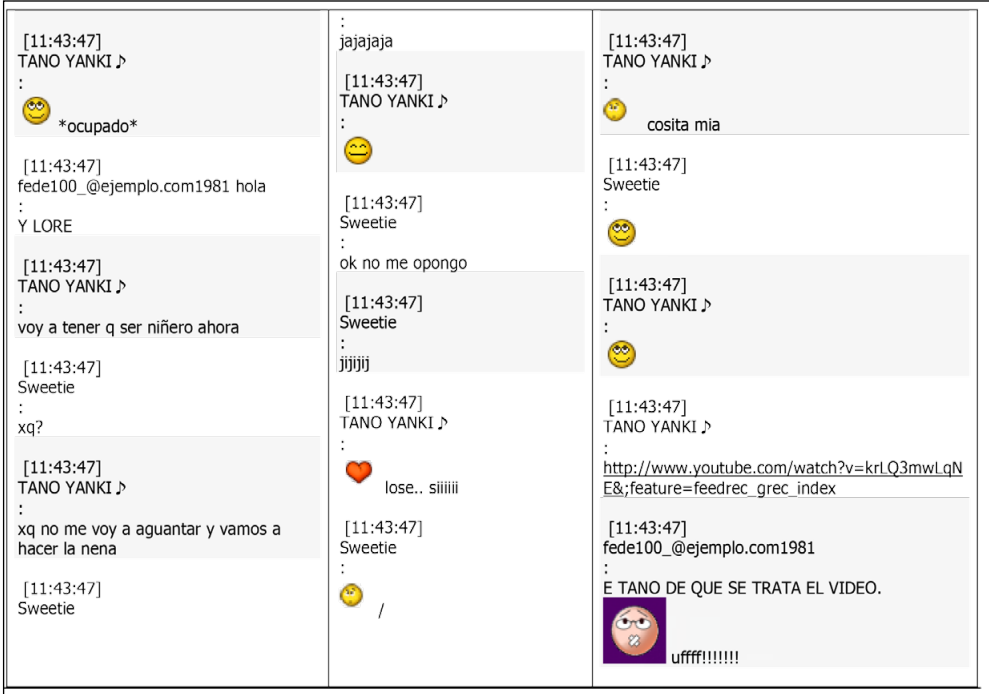 [11:43:47]
TANO YANKI ♪
:
*ocupado*
[11:43:47]
fede100_@ejemplo.com1981 hola
:
Y LORE
[11:43:47]
TANO YANKI ♪
:
voy a tener q ser niñero ahora
[11:43:47]
Sweetie
:
xq?
[11:43:47]
TANO YANKI ♪
:
xq no me voy a aguantar y vamos a
hacer la nena
[11:43:47]
Sweetie
:
jajajaja
[11:43:47]
TANO YANKI ♪
:
[11:43:47]
Sweetie
:
ok no me opongo
[11:43:47]
Sweetie
:
jijijij
[11:43:47]
TANO YANKI ♪
:
lose.. siiiiii
[11:43:47]
Sweetie
:
/
[11:43:47]
TANO YANKI ♪
:
cosita mia
[11:43:47]
Sweetie
:
[11:43:47]
TANO YANKI ♪
:
[11:43:47]
TANO YANKI ♪
:
http://www.youtube.com/watch?v=krLQ3mwLqN
E&;feature=feedrec_grec_index
[11:43:47]
fede100_@ejemplo.com1981
:
E TANO DE QUE SE TRATA EL VIDEO.
uffff!!!!!!!